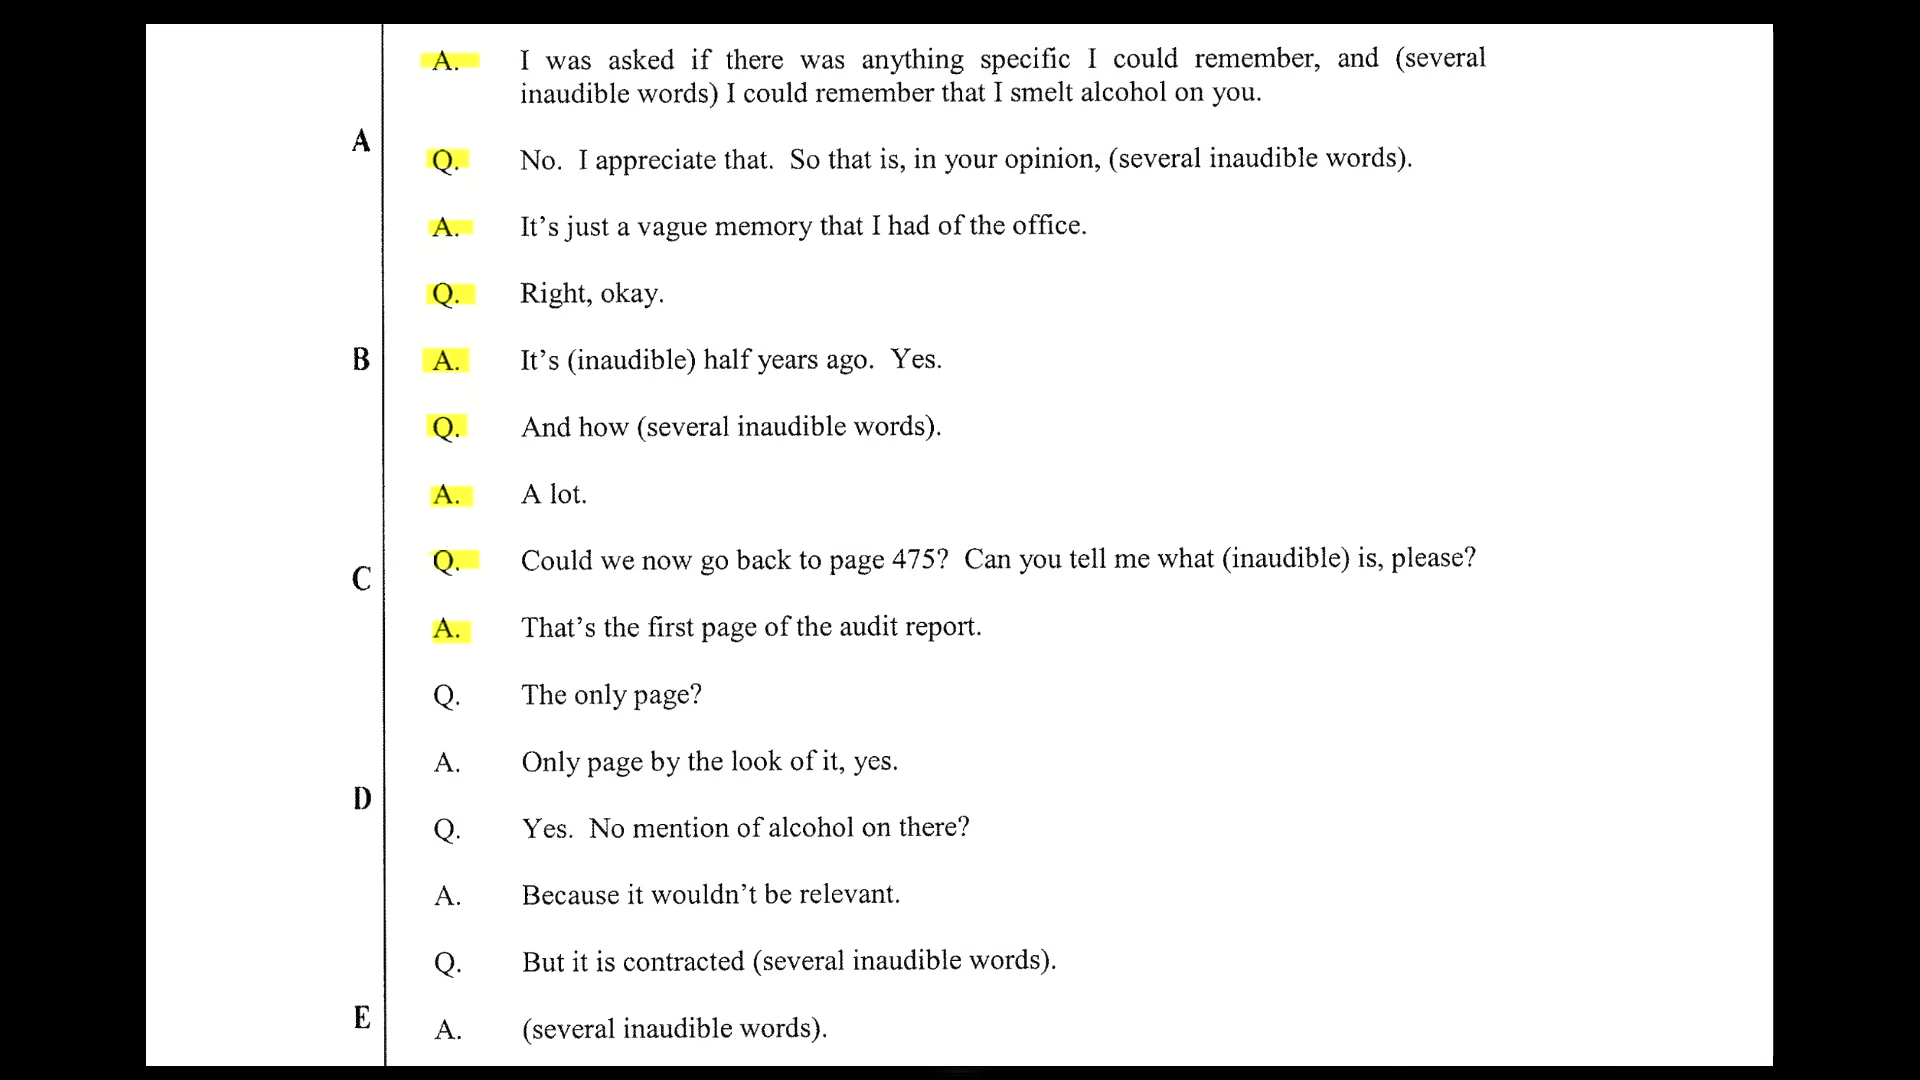 A. I was asked if there was anything specific I could remember, and (several
inaudible words) I could remember that I smelt alcohol on you.
A
Q. No. I appreciate that. So that is, in your opinion, (several inaudible words).
A. It's just a vague memory that I had of the office.
Q. Right, okay.
B
A. It's (inaudible) half years ago. Yes.
Q. And how (several inaudible words).
A. A lot.
Q. Could we now go back to page 475? Can you tell me what (inaudible) is, please?
C
A. That's the first page of the audit report.
Q. The only page?
A. Only page by the look of it, yes.
D
Q. Yes. No mention of alcohol on there?
A. Because it wouldn't be relevant.
Q. But it is contracted (several inaudible words).
E
A. (several inaudible words).